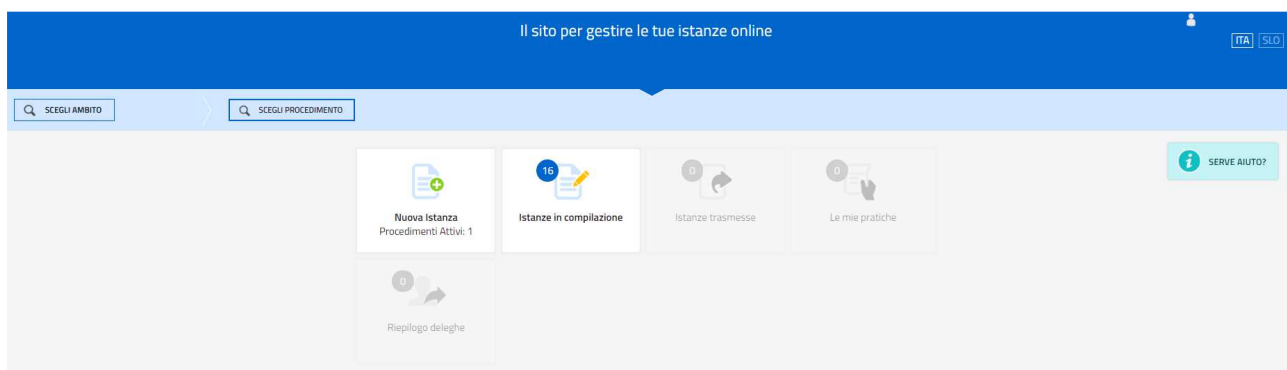 Il sito per gestire le tue istanze online
ITA SLO
SCEGLI AMBITO
SCEGLI PROCEDIMENTO
SERVE AIUTO?
Nuova Istanza
Procedimenti Attivi: 1
16
Istanze in compilazione
0
Istanze trasmesse
0
Le mie pratiche
0
Riepilogo deleghe